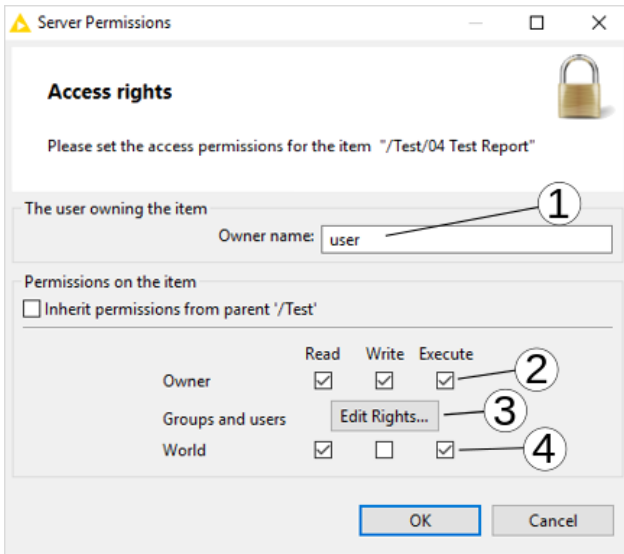 Server Permissions
Access rights
Please set the access permissions for the item "/Test/04 Test Report"
The user owning the item
1
Owner name: user
Permissions on the item
Inherit permissions from parent '/Test'
Read Write Execute
Owner 2
Groups and users Edit Rights... 3
World 4
OK Cancel